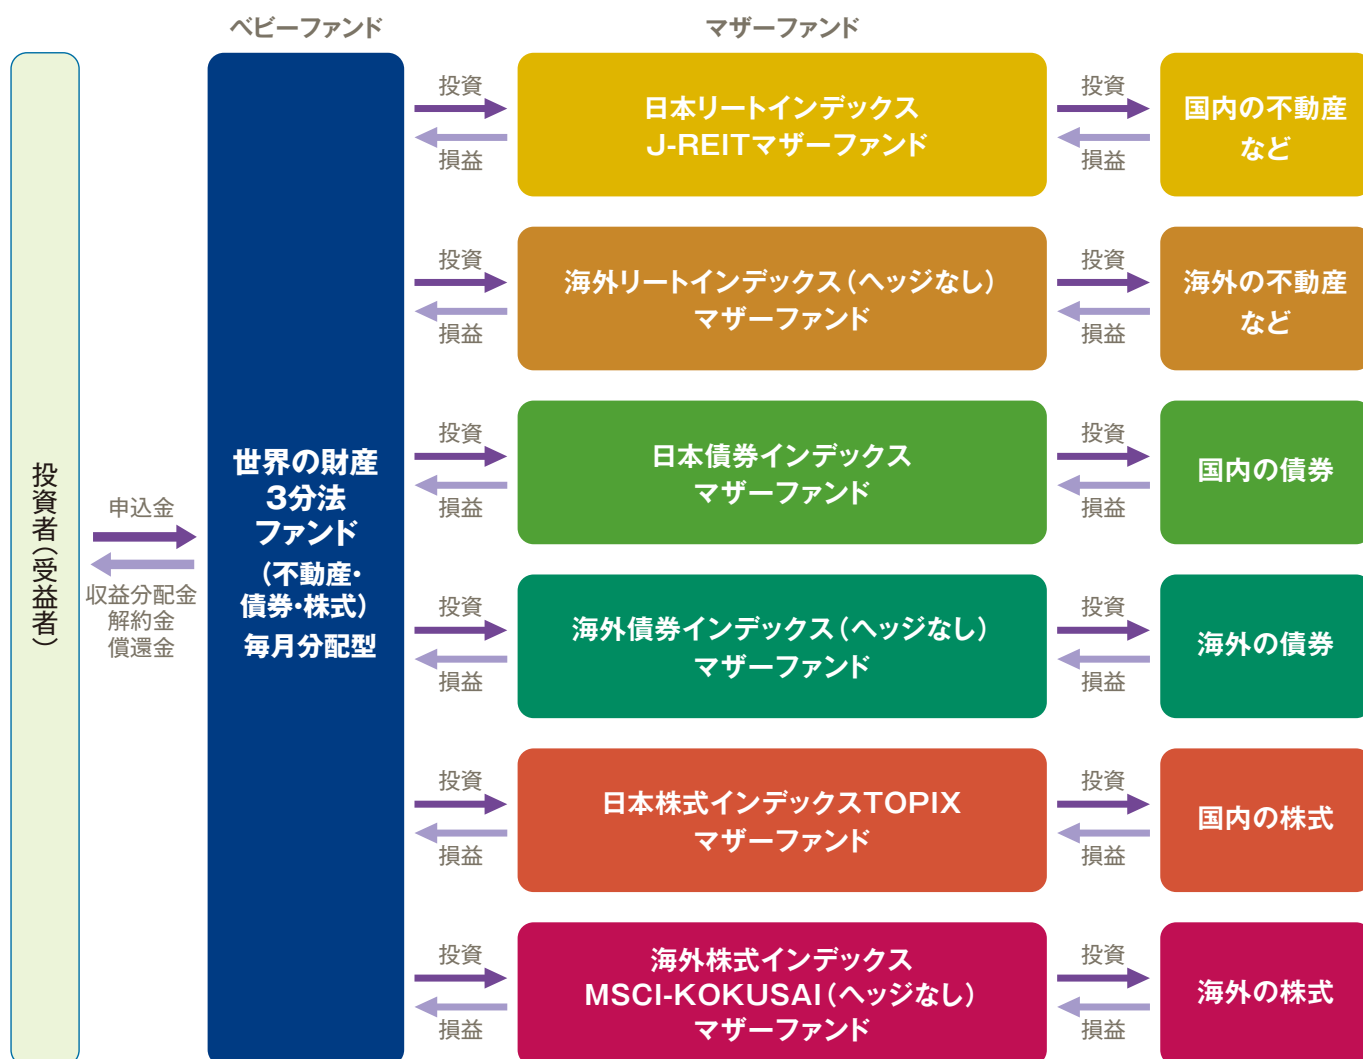 ベビーファンド
マザーファンド
投資者(受益者)
申込金
収益分配金
解約金
償還金
世界の財産
3分法
ファンド
(不動産・
債券・株式)
毎月分配型
投資
損益
日本リートインデックス
J-REITマザーファンド
投資
損益
国内の不動産
など
投資
損益
海外リートインデックス(ヘッジなし)
マザーファンド
投資
損益
海外の不動産
など
投資
損益
日本債券インデックス
マザーファンド
投資
損益
国内の債券
投資
損益
海外債券インデックス(ヘッジなし)
マザーファンド
投資
損益
海外の債券
投資
損益
日本株式インデックスTOPIX
マザーファンド
投資
損益
国内の株式
投資
損益
海外株式インデックス
MSCI-KOKUSAI(ヘッジなし)
マザーファンド
投資
損益
海外の株式